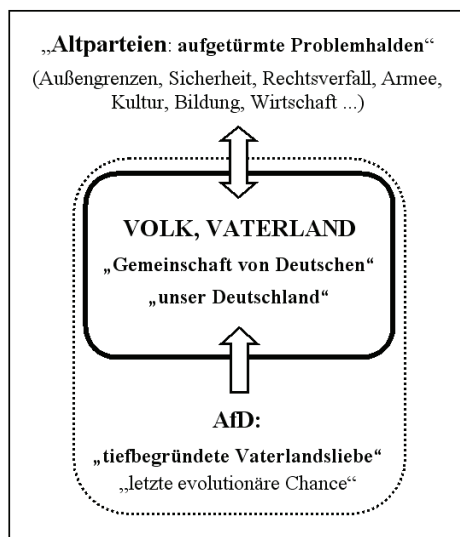 „Altparteien: aufgetürmte Problemhalden“
(Außengrenzen, Sicherheit, Rechtsverfall, Armee,
Kultur, Bildung, Wirtschaft ...)
VOLK, VATERLAND
„Gemeinschaft von Deutschen“
„unser Deutschland“
AfD:
„tiefbegründete Vaterlandsliebe“
„letzte evolutionäre Chance“